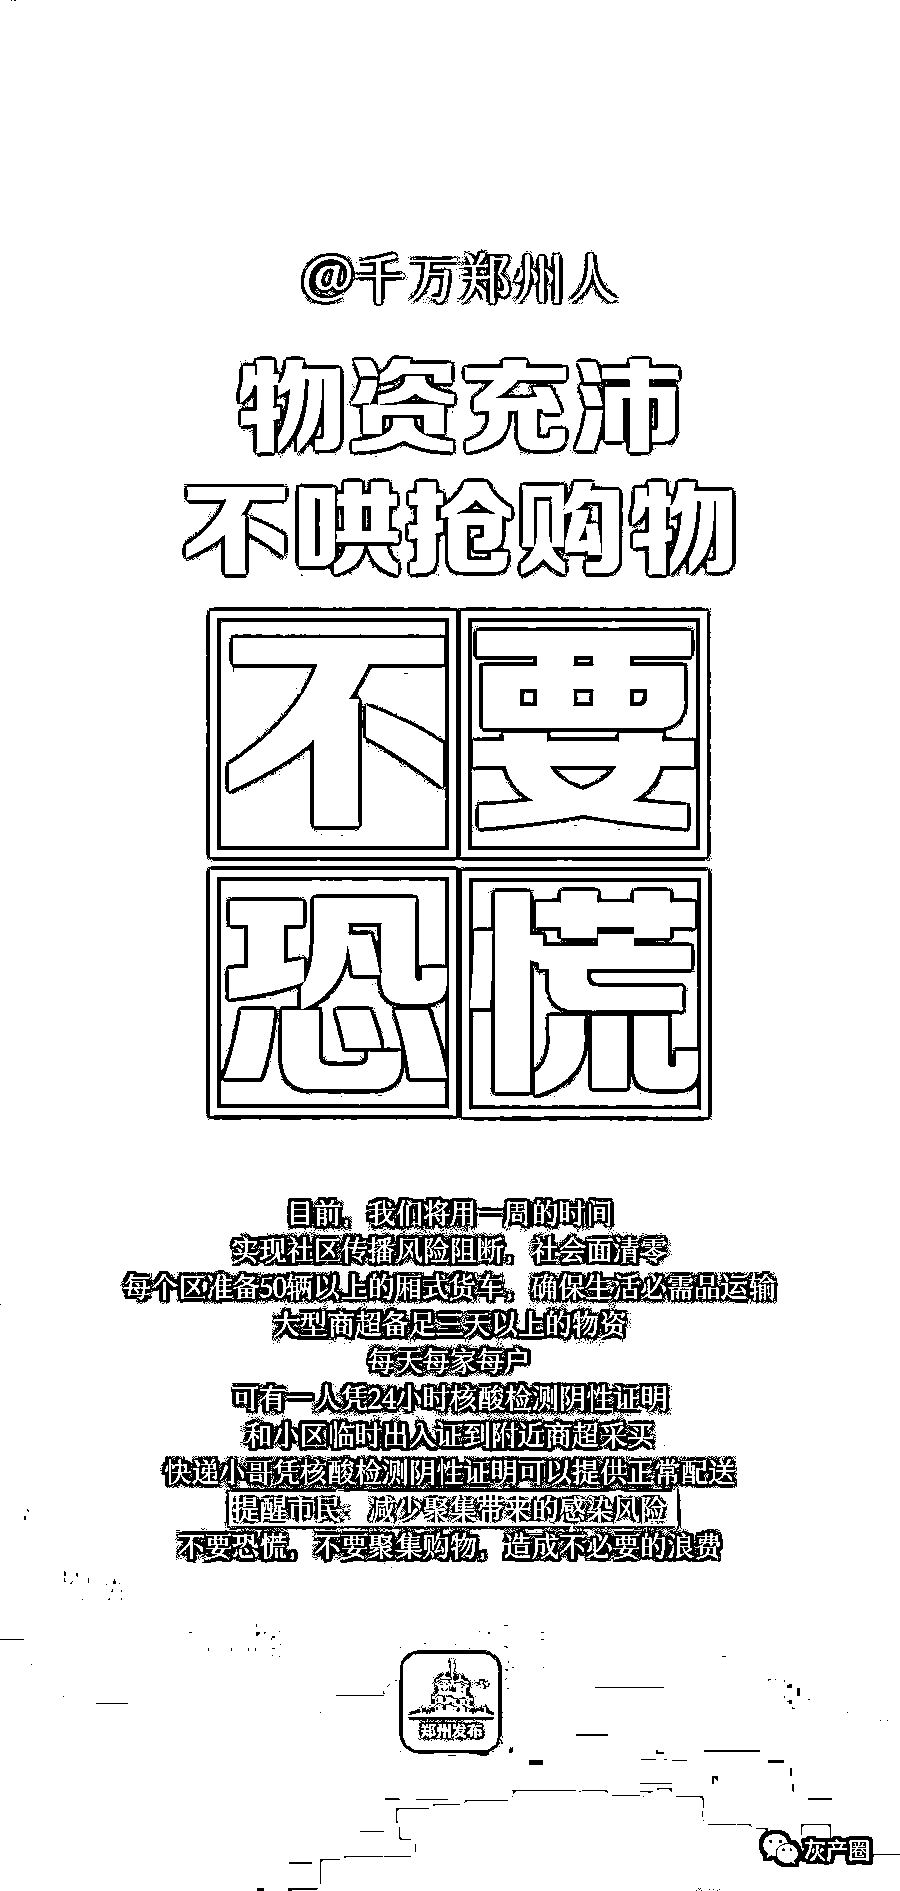 @千万郑州人
物资充沛
不哄抢购物
不要
恐慌
目前，我们将用一周的时间
实现社区传播风险阻断，社会面清零
每个区准备50辆以上的厢式货车，确保生活必需品运输
大型商超备足三天以上的物资
每天每家每户
可有一人凭24小时核酸检测阴性证明
和小区临时出入证到附近商超采买
快递小哥凭核酸检测阴性证明可以提供正常配送
提醒市民：减少聚集带来的感染风险
不要恐慌，不要聚集购物，造成不必要的浪费
郑州发布
灰产圈